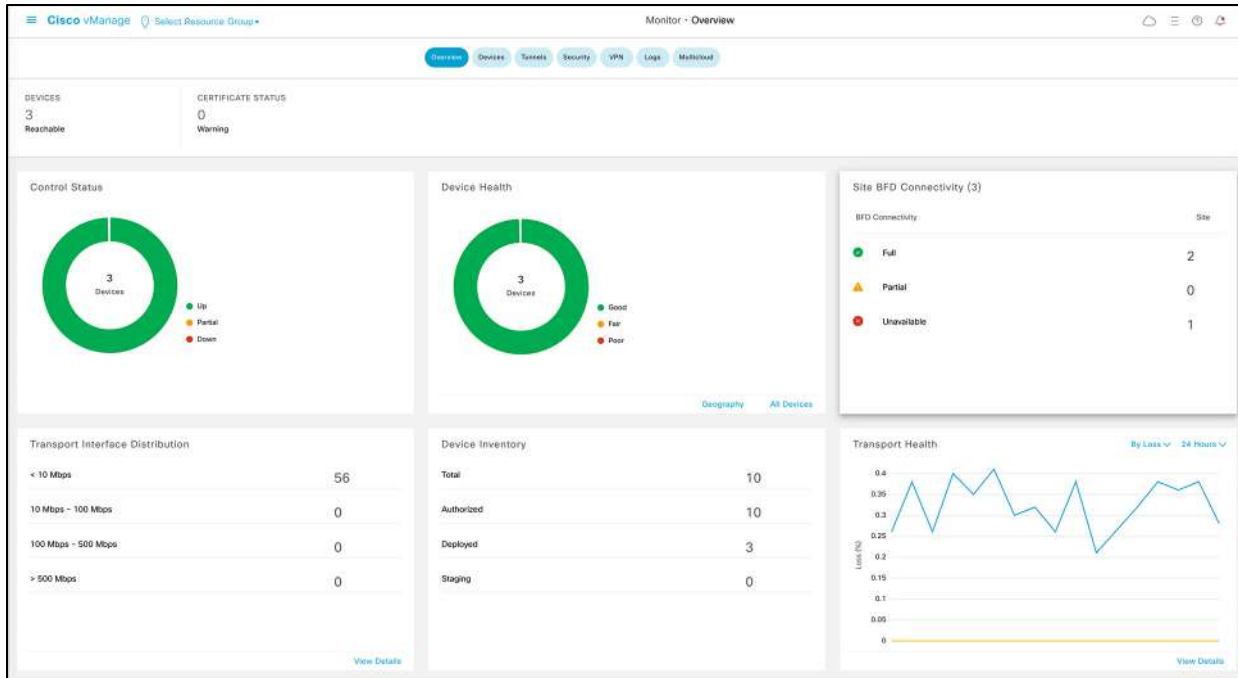 Cisco vManage Select Resource Group
Monitor · Overview
Overview Devices Tunnels Security VPN Logs Multicloud
DEVICES
3
Reachable
CERTIFICATE STATUS
0
Warning
Control Status
3
Devices
Up
Partial
Down
Device Health
3
Devices
Good
Fair
Poor
Geography All Devices
Site BFD Connectivity (3)
BFD Connectivity Site
Full 2
Partial 0
Unavailable 1
Transport Interface Distribution
< 10 Mbps 56
10 Mbps - 100 Mbps 0
100 Mbps - 500 Mbps 0
> 500 Mbps 0
View Details
Device Inventory
Total 10
Authorized 10
Deployed 3
Staging 0
Transport Health By Loss 24 Hours
Loss (%)
0.4
0.35
0.3
0.25
0.2
0.15
0.1
0.05
0
View Details